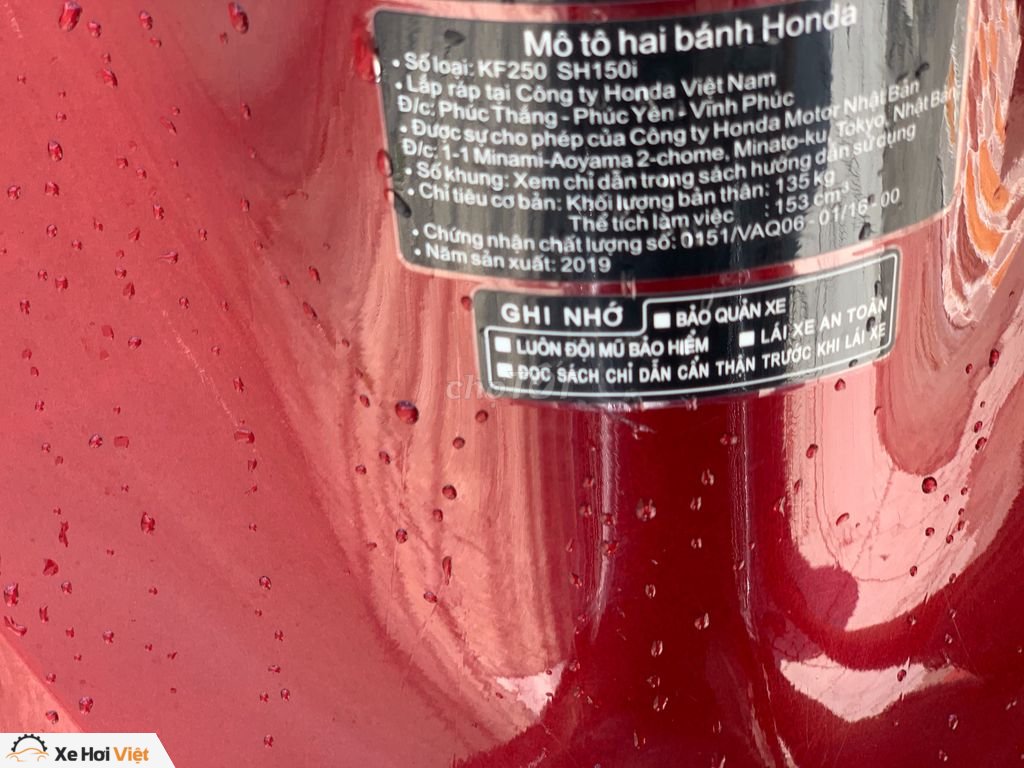 Mô tô hai bánh Honda
• Số loại: KF250 SH150i
• Lắp ráp tại Công ty Honda Việt Nam
Đ/c: Phúc Thắng - Phúc Yên - Vĩnh Phúc
• Được sự cho phép của Công ty Honda Motor Nhật Bản
Đ/c: 1-1 Minami-Aoyama 2-chome, Minato-ku, Tokyo, Nhật Bản
• Số khung: Xem chỉ dẫn trong sách hướng dẫn sử dụng
• Chỉ tiêu cơ bản: Khối lượng bản thân: 135 kg
Thể tích làm việc : 153 cm³
• Chứng nhận chất lượng số: 0151/VAQ06- 01/16- 00
• Năm sản xuất: 2019
GHI NHỚ
BẢO QUẢN XE
LUÔN ĐỘI MŨ BẢO HIỂM
LÁI XE AN TOÀN
ĐỌC SÁCH CHỈ DẪN CẨN THẬN TRƯỚC KHI LÁI XE
chợTỐT
Xe Hơi Việt